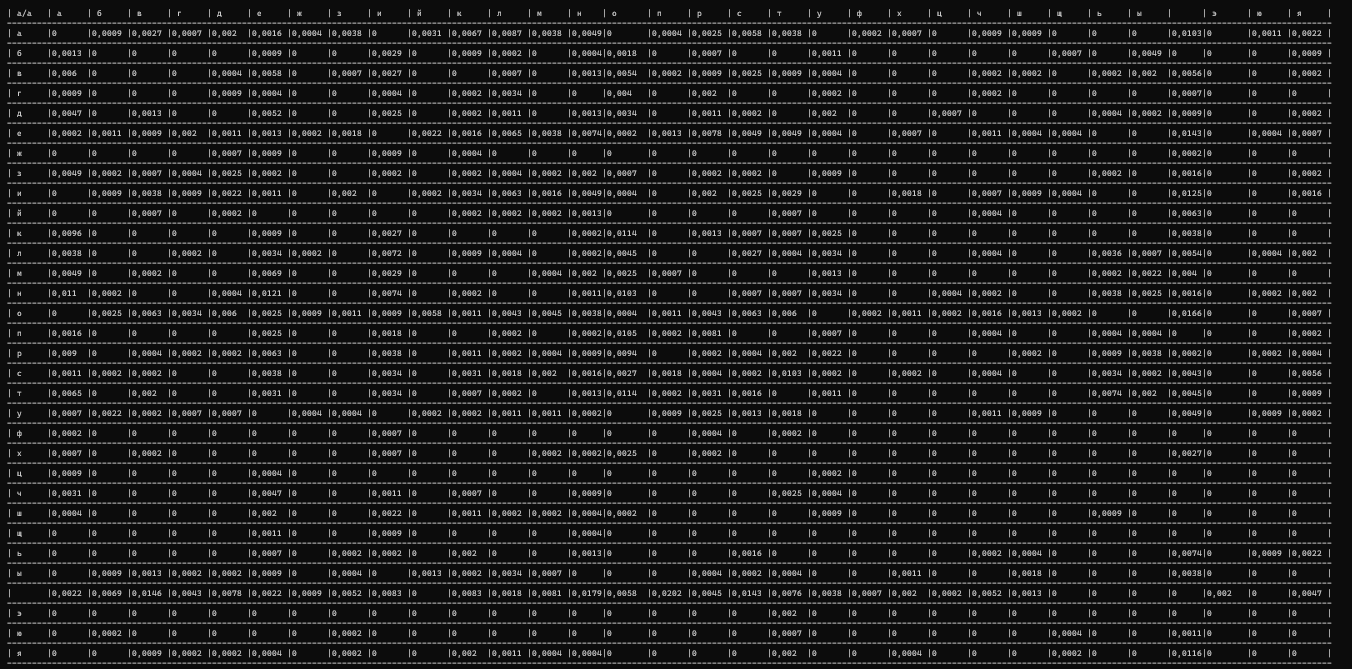 | а/а | а | б | в | г | д | е | ж | з | и | й | к | л | м | н |о | п | р | с | т | у | ф | х | ц | ч | ш | щ | ь | ы | | э | ю | я |
| а |0 |0,0009 |0,0027 |0,0007 |0,002 |0,0016 |0,0004 |0,0038 |0 |0,0031 |0,0067 |0,0087 |0,0038 |0,0049|0 |0,0004 |0,0025 |0,0058 |0,0038 |0 |0,0002 |0,0007 |0 |0,0009 |0,0009 |0 |0 |0 |0,0103|0 |0,0011 |0,0022 |
| б |0,0013 |0 |0 |0 |0 |0,0009 |0 |0 |0,0029 |0 |0,0009 |0,0002 |0 |0,0004|0,0018 |0 |0,0007 |0 |0 |0,0011 |0 |0 |0 |0 |0 |0,0007 |0 |0,0049 |0 |0 |0 |0,0009 |
| в |0,006 |0 |0 |0 |0,0004 |0,0058 |0 |0,0007 |0,0027 |0 |0 |0,0007 |0 |0,0013|0,0054 |0,0002 |0,0009 |0,0025 |0,0009 |0,0004 |0 |0 |0 |0,0002 |0,0002 |0 |0,0002 |0,002 |0,0056|0 |0 |0,0002 |
| г |0,0009 |0 |0 |0 |0,0009 |0,0004 |0 |0 |0,0004 |0 |0,0002 |0,0034 |0 |0 |0,004 |0 |0,002 |0 |0 |0,0002 |0 |0 |0 |0,0002 |0 |0 |0 |0 |0,0007|0 |0 |0 |
| д |0,0047 |0 |0,0013 |0 |0 |0,0052 |0 |0 |0,0025 |0 |0,0002 |0,0011 |0 |0,0013|0,0034 |0 |0,0011 |0,0002 |0 |0,002 |0 |0 |0,0007 |0 |0 |0 |0,0004 |0,0002 |0,0009|0 |0 |0,0002 |
| е |0,0002 |0,0011 |0,0009 |0,002 |0,0011 |0,0013 |0,0002 |0,0018 |0 |0,0022 |0,0016 |0,0065 |0,0038 |0,0074|0,0002 |0,0013 |0,0078 |0,0049 |0,0049 |0,0004 |0 |0,0007 |0 |0,0011 |0,0004 |0,0004 |0 |0 |0,0143|0 |0,0004 |0,0007 |
| ж |0 |0 |0 |0 |0,0007 |0,0009 |0 |0 |0,0009 |0 |0,0004 |0 |0 |0 |0 |0 |0 |0 |0 |0 |0 |0 |0 |0 |0 |0 |0 |0 |0,0002|0 |0 |0 |
| з |0,0049 |0,0002 |0,0007 |0,0004 |0,0025 |0,0002 |0 |0 |0,0002 |0 |0,0002 |0,0004 |0,0002 |0,002 |0,0007 |0 |0,0002 |0,0002 |0 |0,0009 |0 |0 |0 |0 |0 |0 |0,0002 |0 |0,0016|0 |0 |0,0002 |
| и |0 |0,0009 |0,0038 |0,0009 |0,0022 |0,0011 |0 |0,002 |0 |0,0002 |0,0034 |0,0063 |0,0016 |0,0049|0,0004 |0 |0,002 |0,0025 |0,0029 |0 |0 |0,0018 |0 |0,0007 |0,0009 |0,0004 |0 |0 |0,0125|0 |0 |0,0016 |
| й |0 |0 |0,0007 |0 |0,0002 |0 |0 |0 |0 |0 |0,0002 |0,0002 |0,0002 |0,0013|0 |0 |0 |0 |0,0007 |0 |0 |0 |0 |0,0004 |0 |0 |0 |0 |0,0063|0 |0 |0 |
| к |0,0096 |0 |0 |0 |0 |0,0009 |0 |0 |0,0027 |0 |0 |0 |0 |0,0002|0,0114 |0 |0,0013 |0,0007 |0,0007 |0,0025 |0 |0 |0 |0 |0 |0 |0 |0 |0,0038|0 |0 |0 |
| л |0,0038 |0 |0 |0,0002 |0 |0,0034 |0,0002 |0 |0,0072 |0 |0,0009 |0,0004 |0 |0,0002|0,0045 |0 |0 |0,0027 |0,0004 |0,0034 |0 |0 |0 |0,0004 |0 |0 |0,0036 |0,0007 |0,0054|0 |0,0004 |0,002 |
| м |0,0049 |0 |0,0002 |0 |0 |0,0069 |0 |0 |0,0029 |0 |0 |0 |0,0004 |0,002 |0,0025 |0,0007 |0 |0 |0 |0,0013 |0 |0 |0 |0 |0 |0 |0,0002 |0,0022 |0,004 |0 |0 |0 |
| н |0,011 |0,0002 |0 |0 |0,0004 |0,0121 |0 |0 |0,0074 |0 |0,0002 |0 |0 |0,0011|0,0103 |0 |0 |0,0007 |0,0007 |0,0034 |0 |0 |0,0004 |0,0002 |0 |0 |0,0038 |0,0025 |0,0016|0 |0,0002 |0,002 |
| о |0 |0,0025 |0,0063 |0,0034 |0,006 |0,0025 |0,0009 |0,0011 |0,0009 |0,0058 |0,0011 |0,0043 |0,0045 |0,0038|0,0004 |0,0011 |0,0043 |0,0063 |0,006 |0 |0,0002 |0,0011 |0,0002 |0,0016 |0,0013 |0,0002 |0 |0 |0,0166|0 |0 |0,0007 |
| п |0,0016 |0 |0 |0 |0 |0,0025 |0 |0 |0,0018 |0 |0 |0,0002 |0 |0,0002|0,0105 |0,0002 |0,0081 |0 |0 |0,0007 |0 |0 |0 |0,0004 |0 |0 |0,0004 |0,0004 |0 |0 |0 |0,0002 |
| р |0,009 |0 |0,0004 |0,0002 |0,0002 |0,0063 |0 |0 |0,0038 |0 |0,0011 |0,0002 |0,0004 |0,0009|0,0094 |0 |0,0002 |0,0004 |0,002 |0,0022 |0 |0 |0 |0 |0,0002 |0 |0,0009 |0,0038 |0,0002|0 |0,0002 |0,0004 |
| с |0,0011 |0,0002 |0,0002 |0 |0 |0,0038 |0 |0 |0,0034 |0 |0,0031 |0,0018 |0,002 |0,0016|0,0027 |0,0018 |0,0004 |0,0002 |0,0103 |0,0002 |0 |0,0002 |0 |0,0004 |0 |0 |0,0034 |0,0002 |0,0043|0 |0 |0,0056 |
| т |0,0065 |0 |0,002 |0 |0 |0,0031 |0 |0 |0,0034 |0 |0,0007 |0,0002 |0 |0,0013|0,0114 |0,0002 |0,0031 |0,0016 |0 |0,0011 |0 |0 |0 |0 |0 |0 |0,0074 |0,002 |0,0045|0 |0 |0,0009 |
| у |0,0007 |0,0022 |0,0002 |0,0007 |0,0007 |0 |0,0004 |0,0004 |0 |0,0002 |0,0002 |0,0011 |0,0011 |0,0002|0 |0,0009 |0,0025 |0,0013 |0,0018 |0 |0 |0 |0 |0,0011 |0,0009 |0 |0 |0 |0,0049|0 |0,0009 |0,0002 |
| ф |0,0002 |0 |0 |0 |0 |0 |0 |0 |0,0007 |0 |0 |0 |0 |0 |0 |0 |0,0004 |0 |0,0002 |0 |0 |0 |0 |0 |0 |0 |0 |0 |0 |0 |0 |0 |
| х |0,0007 |0 |0,0002 |0 |0 |0 |0 |0 |0,0007 |0 |0 |0 |0,0002 |0,0002|0,0025 |0 |0,0002 |0 |0 |0 |0 |0 |0 |0 |0 |0 |0 |0 |0,0027|0 |0 |0 |
| ц |0,0009 |0 |0 |0 |0 |0,0004 |0 |0 |0 |0 |0 |0 |0 |0 |0 |0 |0 |0 |0 |0,0002 |0 |0 |0 |0 |0 |0 |0 |0 |0 |0 |0 |0 |
| ч |0,0031 |0 |0 |0 |0 |0,0047 |0 |0 |0,0011 |0 |0,0007 |0 |0 |0,0009|0 |0 |0 |0 |0,0025 |0,0004 |0 |0 |0 |0 |0 |0 |0 |0 |0 |0 |0 |0 |
| ш |0,0004 |0 |0 |0 |0 |0,002 |0 |0 |0,0022 |0 |0,0011 |0,0002 |0,0002 |0,0004|0,0002 |0 |0 |0 |0 |0,0009 |0 |0 |0 |0 |0 |0 |0,0009 |0 |0 |0 |0 |0 |
| щ |0 |0 |0 |0 |0 |0,0011 |0 |0 |0,0009 |0 |0 |0 |0 |0,0004|0 |0 |0 |0 |0 |0 |0 |0 |0 |0 |0 |0 |0 |0 |0 |0 |0 |0 |
| ь |0 |0 |0 |0 |0 |0,0007 |0 |0,0002 |0,0002 |0 |0,002 |0 |0 |0,0013|0 |0 |0 |0,0016 |0 |0 |0 |0 |0 |0,0002 |0,0004 |0 |0 |0 |0,0074|0 |0,0009 |0,0022 |
| ы |0 |0,0009 |0,0013 |0,0002 |0,0002 |0,0009 |0 |0,0004 |0 |0,0013 |0,0002 |0,0034 |0,0007 |0 |0 |0 |0,0004 |0,0002 |0,0004 |0 |0 |0,0011 |0 |0 |0,0018 |0 |0 |0 |0,0038|0 |0 |0 |
| |0,0022 |0,0069 |0,0146 |0,0043 |0,0078 |0,0022 |0,0009 |0,0052 |0,0083 |0 |0,0083 |0,0018 |0,0081 |0,0179|0,0058 |0,0202 |0,0045 |0,0143 |0,0076 |0,0038 |0,0007 |0,002 |0,0002 |0,0052 |0,0013 |0 |0 |0 |0 |0,002 |0 |0,0047 |
| э |0 |0 |0 |0 |0 |0 |0 |0 |0 |0 |0 |0 |0 |0 |0 |0 |0 |0 |0,002 |0 |0 |0 |0 |0 |0 |0 |0 |0 |0 |0 |0 |0 |
| ю |0 |0,0002 |0 |0 |0 |0 |0 |0,0002 |0 |0 |0 |0 |0 |0 |0 |0 |0 |0 |0,0007 |0 |0 |0 |0 |0 |0 |0,0004 |0 |0 |0,0011|0 |0 |0 |
| я |0 |0 |0,0009 |0,0002 |0,0002 |0,0004 |0 |0,0002 |0 |0 |0,002 |0,0011 |0,0004 |0,0004|0 |0 |0 |0 |0,002 |0 |0 |0,0004 |0 |0 |0 |0,0002 |0 |0 |0,0116|0 |0 |0 |